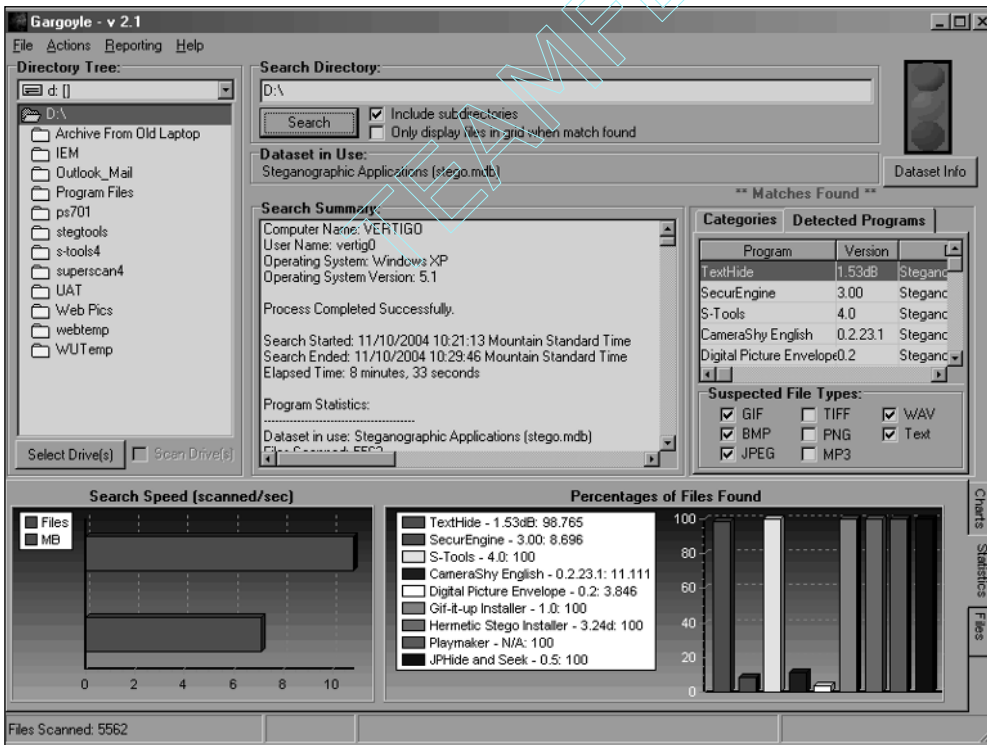 Gargoyle - v 2.1
File Actions Reporting Help
Directory Tree:
d: []
D:\
Archive From Old Laptop
IEM
Outlook_Mail
Program Files
ps701
stegtools
s-tools4
superscan4
UAT
Web Pics
webtemp
WUTemp
Select Drive(s)
Scan Drive(s)
Search Directory:
D:\
Search
Include subdirectories
Only display files in grid when match found
Dataset in Use:
Steganographic Applications (stego.mdb)
Dataset Info
** Matches Found **
Search Summary:
Computer Name: VERTIGO
User Name: vertig0
Operating System: Windows XP
Operating System Version: 5.1
Process Completed Successfully.
Search Started: 11/10/2004 10:21:13 Mountain Standard Time
Search Ended: 11/10/2004 10:29:46 Mountain Standard Time
Elapsed Time: 8 minutes, 33 seconds
Program Statistics:
----------------------------
Dataset in use: Steganographic Applications (stego.mdb)
Files Scanned: 5562
Categories Detected Programs
Program Version
TextHide 1.53dB Steganc
SecurEngine 3.00 Steganc
S-Tools 4.0 Steganc
CameraShy English 0.2.23.1 Steganc
Digital Picture Envelope 0.2 Steganc
Suspected File Types:
GIF TIFF WAV
BMP PNG Text
JPEG MP3
Search Speed (scanned/sec)
Files
MB
0 2 4 6 8 10
Percentages of Files Found
TextHide - 1.53dB: 98.765
SecurEngine - 3.00: 8.696
S-Tools - 4.0: 100
CameraShy English - 0.2.23.1: 11.111
Digital Picture Envelope - 0.2: 3.846
Gif-it-up Installer - 1.0: 100
Hermetic Stego Installer - 3.24d: 100
Playmaker - N/A: 100
JPHide and Seek - 0.5: 100
100
80
60
40
20
0
Charts
Statistics
Files
Files Scanned: 5562